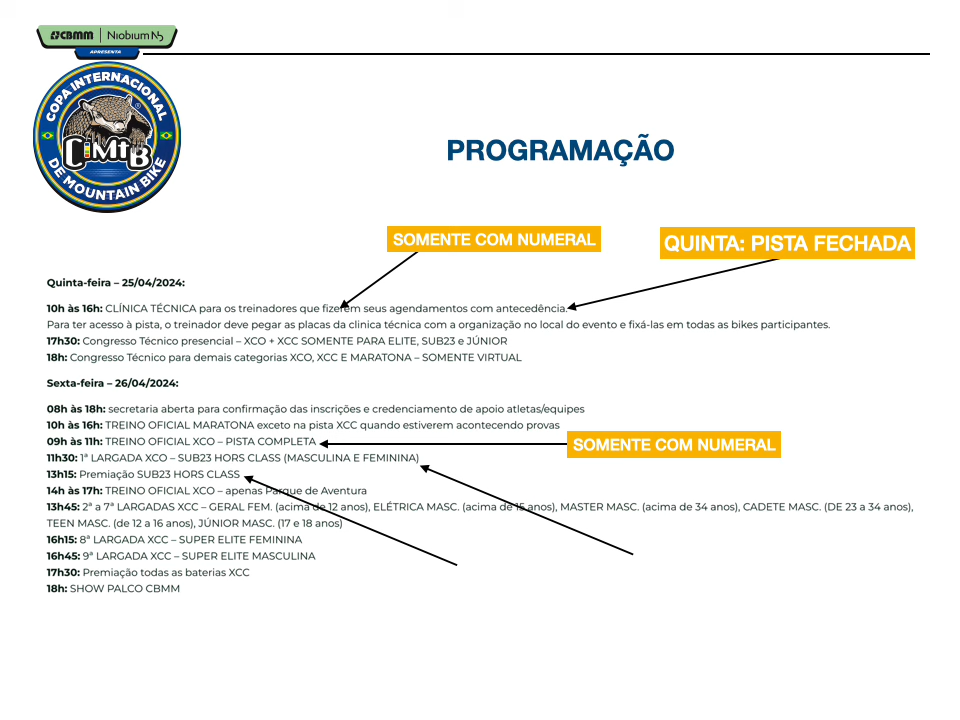 CBMM | Niobium N5
APRESENTA
COPA INTERNACIONAL
CiMTB
DE MOUNTAIN BIKE
PROGRAMAÇÃO
SOMENTE COM NUMERAL
QUINTA: PISTA FECHADA
Quinta-feira – 25/04/2024:
10h às 16h: CLÍNICA TÉCNICA para os treinadores que fizerem seus agendamentos com antecedência.
Para ter acesso à pista, o treinador deve pegar as placas da clinica técnica com a organização no local do evento e fixá-las em todas as bikes participantes.
17h30: Congresso Técnico presencial – XCO + XCC SOMENTE PARA ELITE, SUB23 e JÚNIOR
18h: Congresso Técnico para demais categorias XCO, XCC E MARATONA – SOMENTE VIRTUAL
Sexta-feira – 26/04/2024:
08h às 18h: secretaria aberta para confirmação das inscrições e credenciamento de apoio atletas/equipes
10h às 16h: TREINO OFICIAL MARATONA exceto na pista XCC quando estiverem acontecendo provas
09h às 11h: TREINO OFICIAL XCO – PISTA COMPLETA
SOMENTE COM NUMERAL
11h30: 1ª LARGADA XCO – SUB23 HORS CLASS (MASCULINA E FEMININA)
13h15: Premiação SUB23 HORS CLASS
14h às 17h: TREINO OFICIAL XCO – apenas Parque de Aventura
13h45: 2ª a 7ª LARGADAS XCC – GERAL FEM. (acima de 12 anos), ELÉTRICA MASC. (acima de 15 anos), MASTER MASC. (acima de 34 anos), CADETE MASC. (DE 23 a 34 anos),
TEEN MASC. (de 12 a 16 anos), JÚNIOR MASC. (17 e 18 anos)
16h15: 8ª LARGADA XCC – SUPER ELITE FEMININA
16h45: 9ª LARGADA XCC – SUPER ELITE MASCULINA
17h30: Premiação todas as baterias XCC
18h: SHOW PALCO CBMM